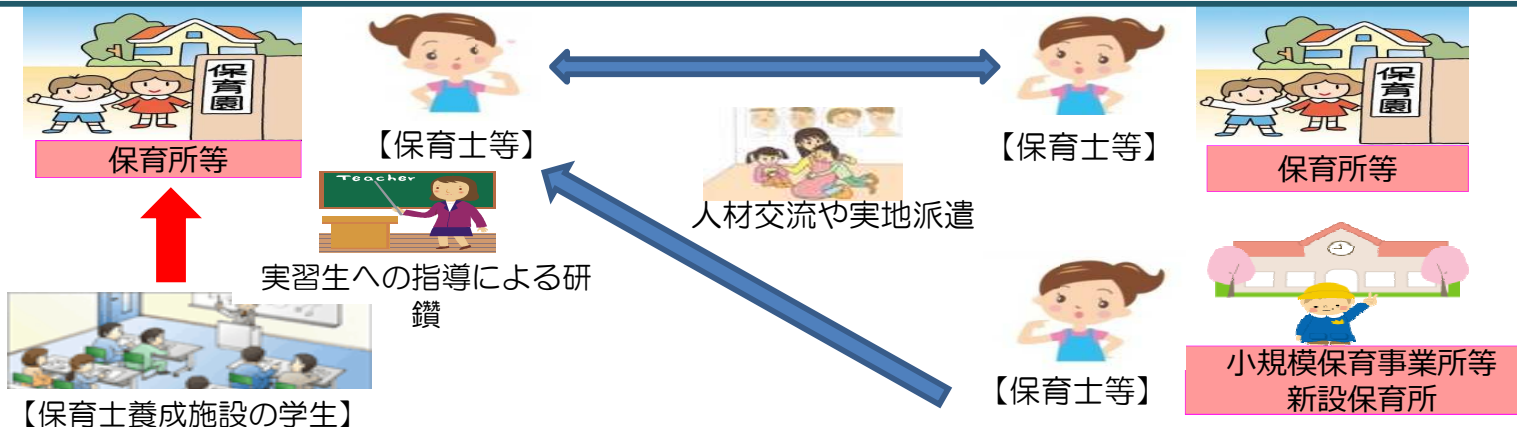 保育園
保育所等
【保育士等】
Teacher
実習生への指導による研
鑽
【保育士養成施設の学生】
人材交流や実地派遣
【保育士等】
保育園
保育所等
【保育士等】
小規模保育事業所等
新設保育所